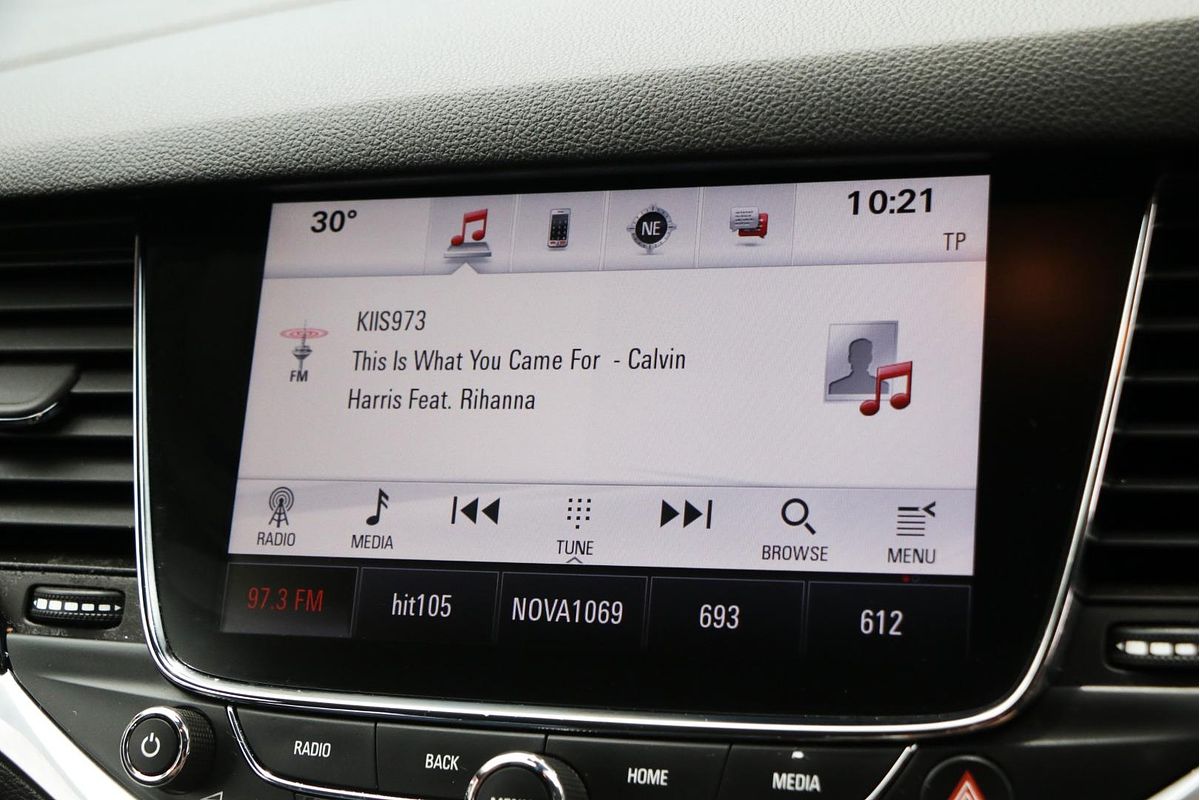 30°
NE
10:21
TP
KIIS973
This Is What You Came For - Calvin
Harris Feat. Rihanna
FM
RADIO
MEDIA
TUNE
BROWSE
MENU
97.3 FM
hit105
NOVA1069
693
612
RADIO
BACK
HOME
MEDIA